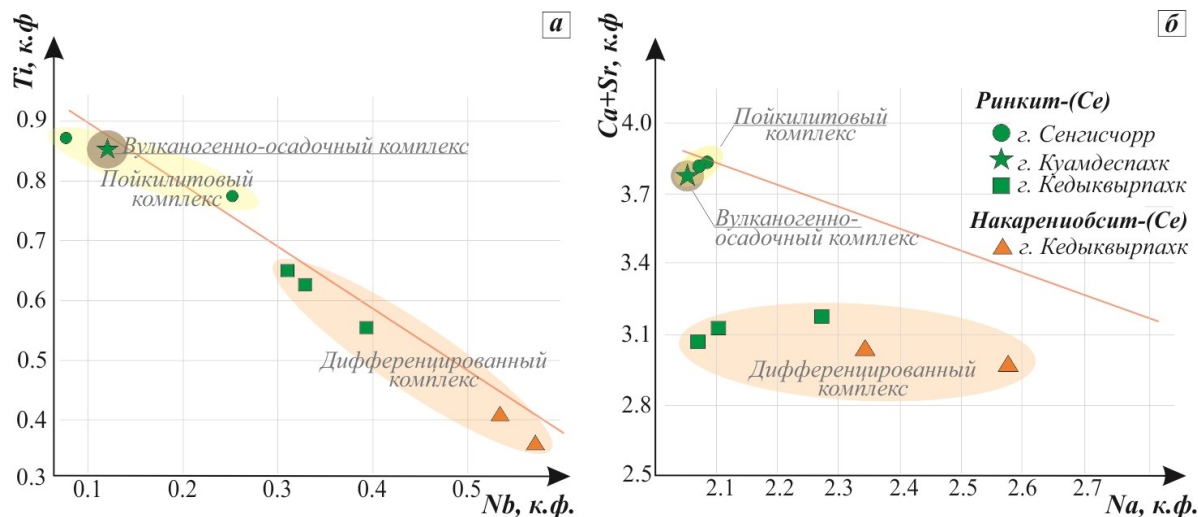 а
Ti, к.ф
0.9
0.8
0.7
0.6
0.5
0.4
0.3
0.1
0.2
0.3
0.4
0.5
Nb, к.ф.
Вулканогенно-осадочный комплекс
Пойкилитовый
комплекс
Дифференцированный
комплекс
б
Ca+Sr, к.ф
4.0
3.7
3.4
3.1
2.8
2.5
2.1
2.2
2.3
2.4
2.5
2.6
2.7
Na, к.ф.
Пойкилитовый
комплекс
Вулканогенно-
осадочный комплекс
Дифференцированный
комплекс
Ринкит-(Ce)
г. Сенгисчорр
г. Куамдеспахк
г. Кедыквырпахк
Накарениобсит-(Ce)
г. Кедыквырпахк